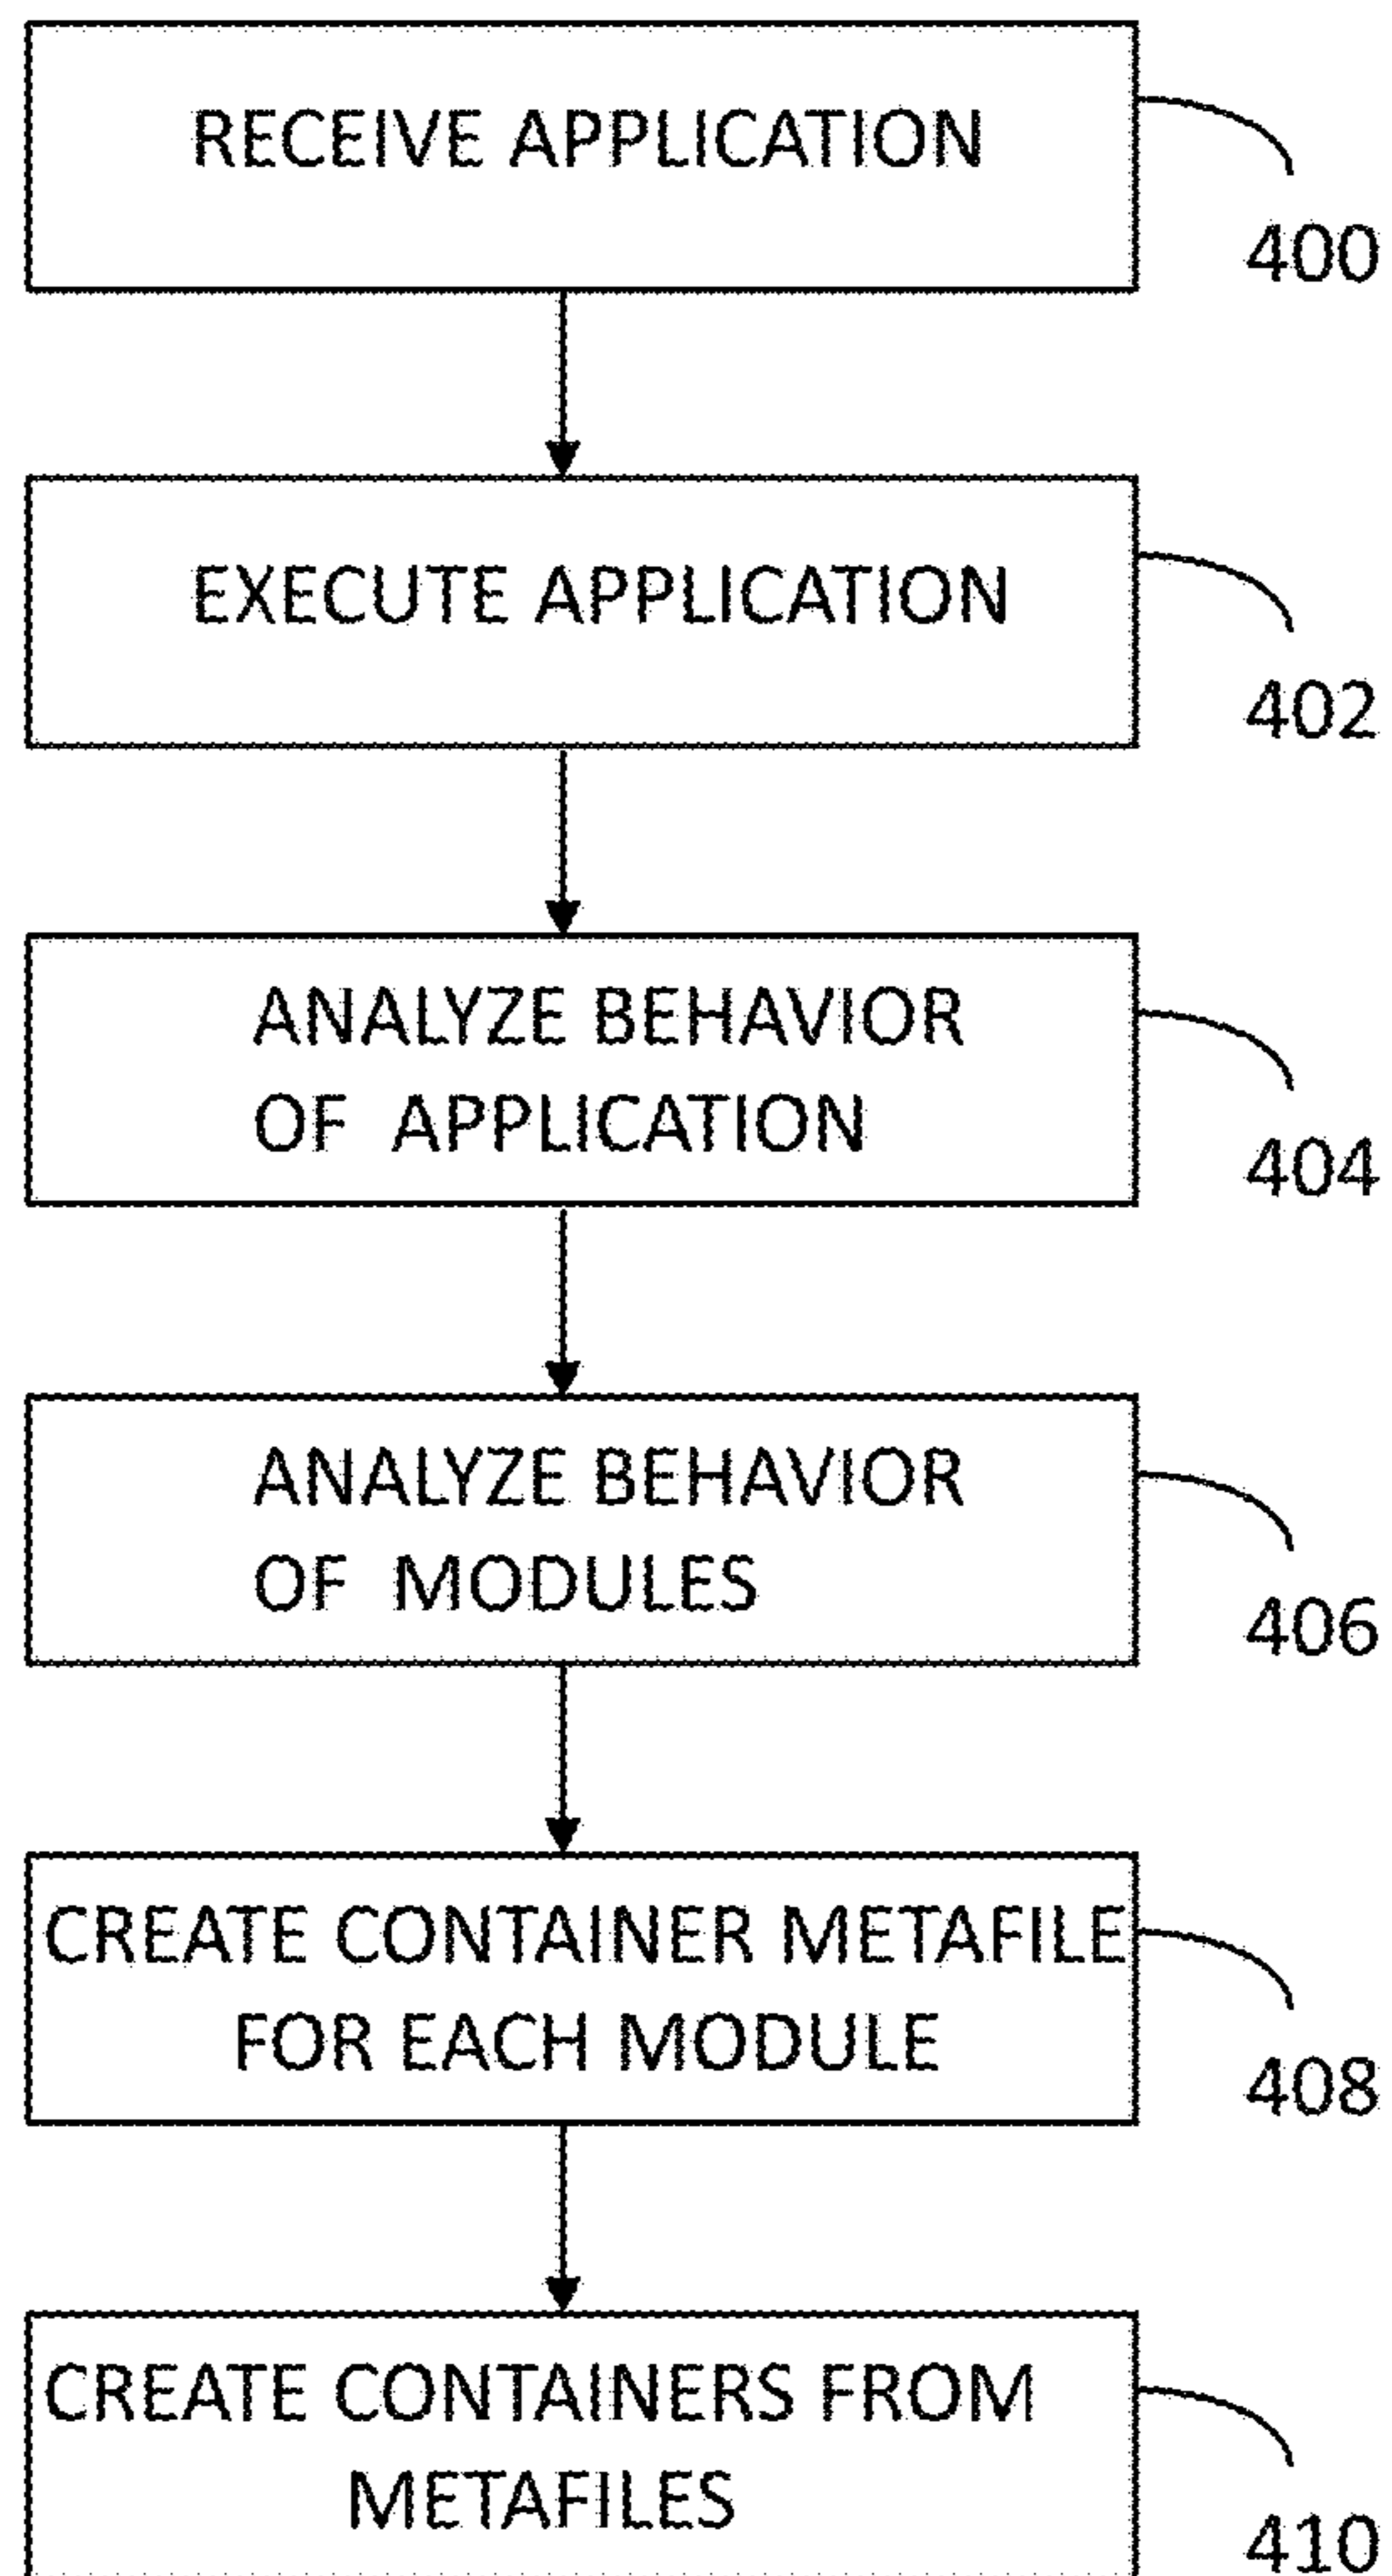 RECEIVE APPLICATION
400
EXECUTE APPLICATION
402
ANALYZE BEHAVIOR
OF APPLICATION
404
ANALYZE BEHAVIOR
OF MODULES
406
CREATE CONTAINER METAFILE
FOR EACH MODULE
408
CREATE CONTAINERS FROM
METAFILES
410